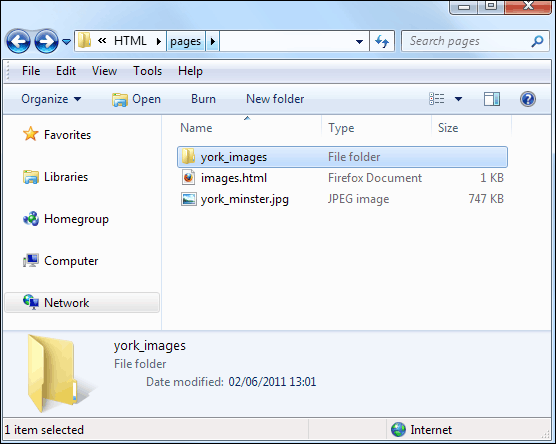 « HTML ▸ pages ▸ Search pages
File Edit View Tools Help
Organize ▾ Open Burn New folder
Name Type Size
Favorites
Libraries
Homegroup
Computer
Network
york_images File folder
images.html Firefox Document 1 KB
york_minster.jpg JPEG image 747 KB
york_images
File folder
Date modified: 02/06/2011 13:01
1 item selected Internet